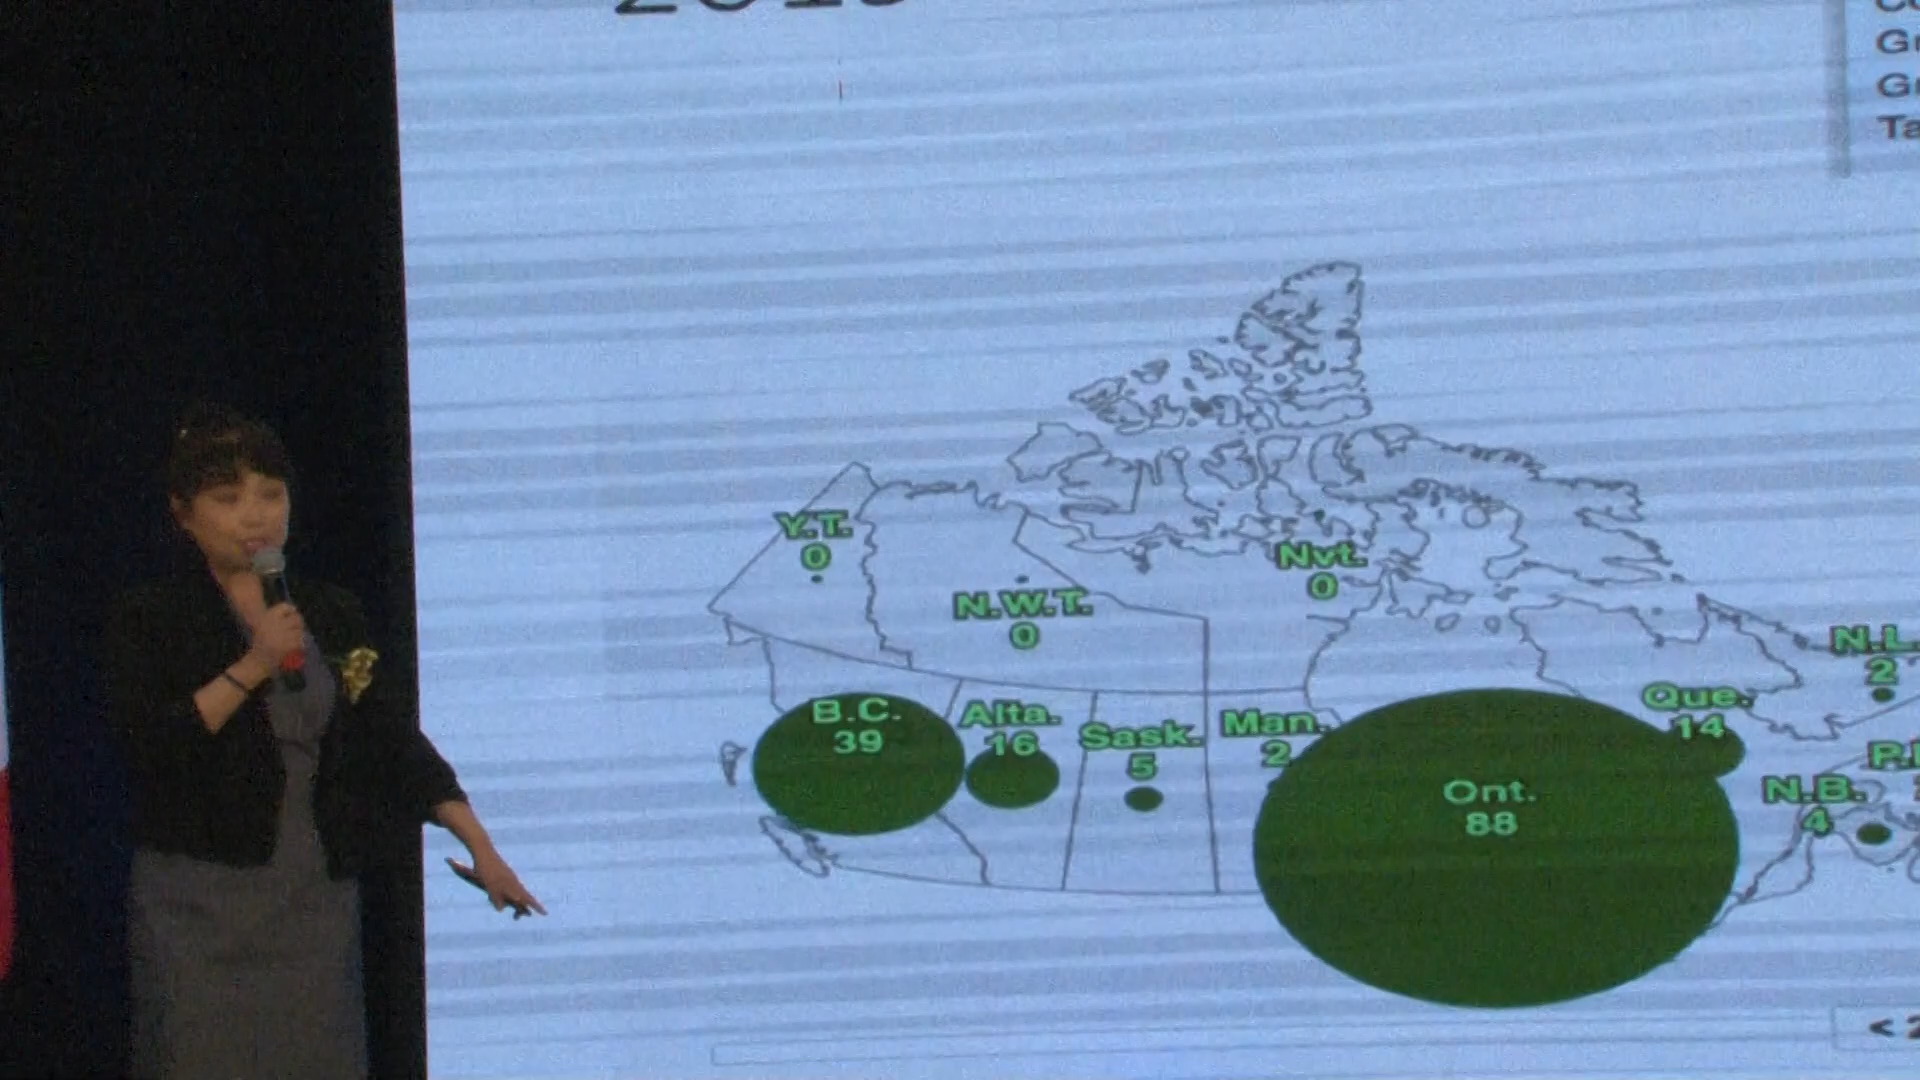 Y.T.
0
Nvt.
0
N.W.T.
0
N.L.
2
B.C.
39
Alta.
16
Sask.
5
Man.
2
Que.
14
Ont.
88
N.B.
4